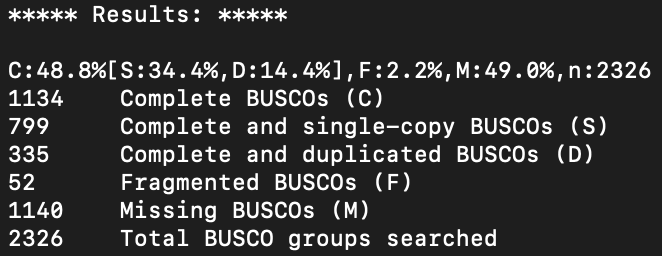 ***** Results: *****
C:48.8%[S:34.4%,D:14.4%],F:2.2%,M:49.0%,n:2326
1134 Complete BUSCOs (C)
799 Complete and single-copy BUSCOs (S)
335 Complete and duplicated BUSCOs (D)
52 Fragmented BUSCOs (F)
1140 Missing BUSCOs (M)
2326 Total BUSCO groups searched